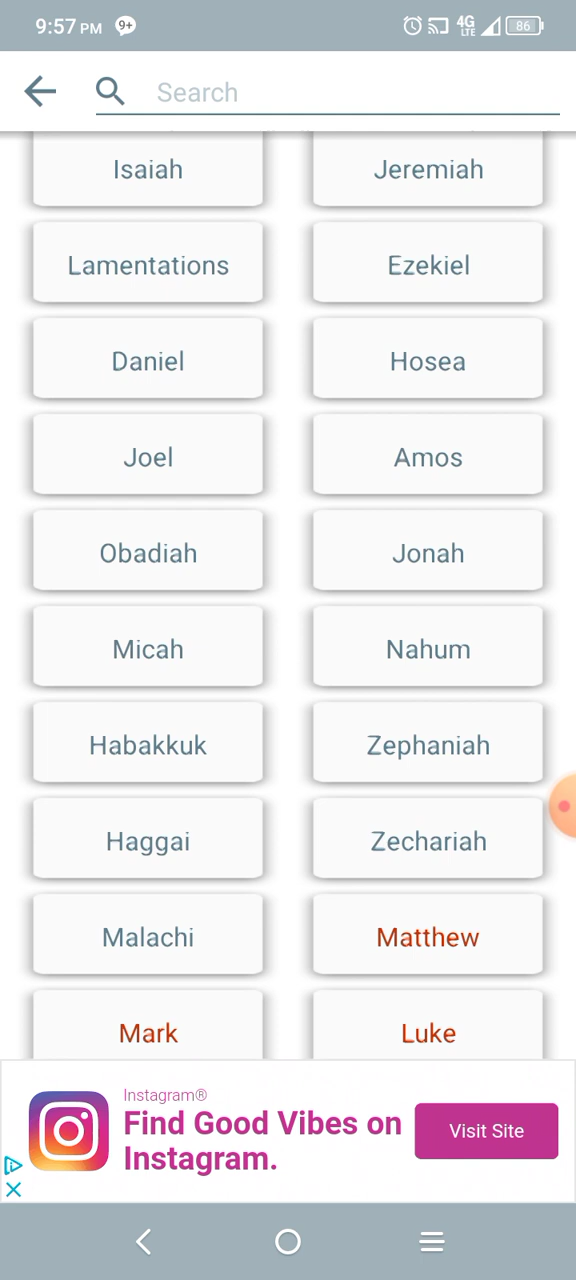 9:57 PM 9+ 4G LTE 86
Search
Isaiah Jeremiah
Lamentations Ezekiel
Daniel Hosea
Joel Amos
Obadiah Jonah
Micah Nahum
Habakkuk Zephaniah
Haggai Zechariah
Malachi Matthew
Mark Luke
Instagram®
Find Good Vibes on
Instagram.
Visit Site